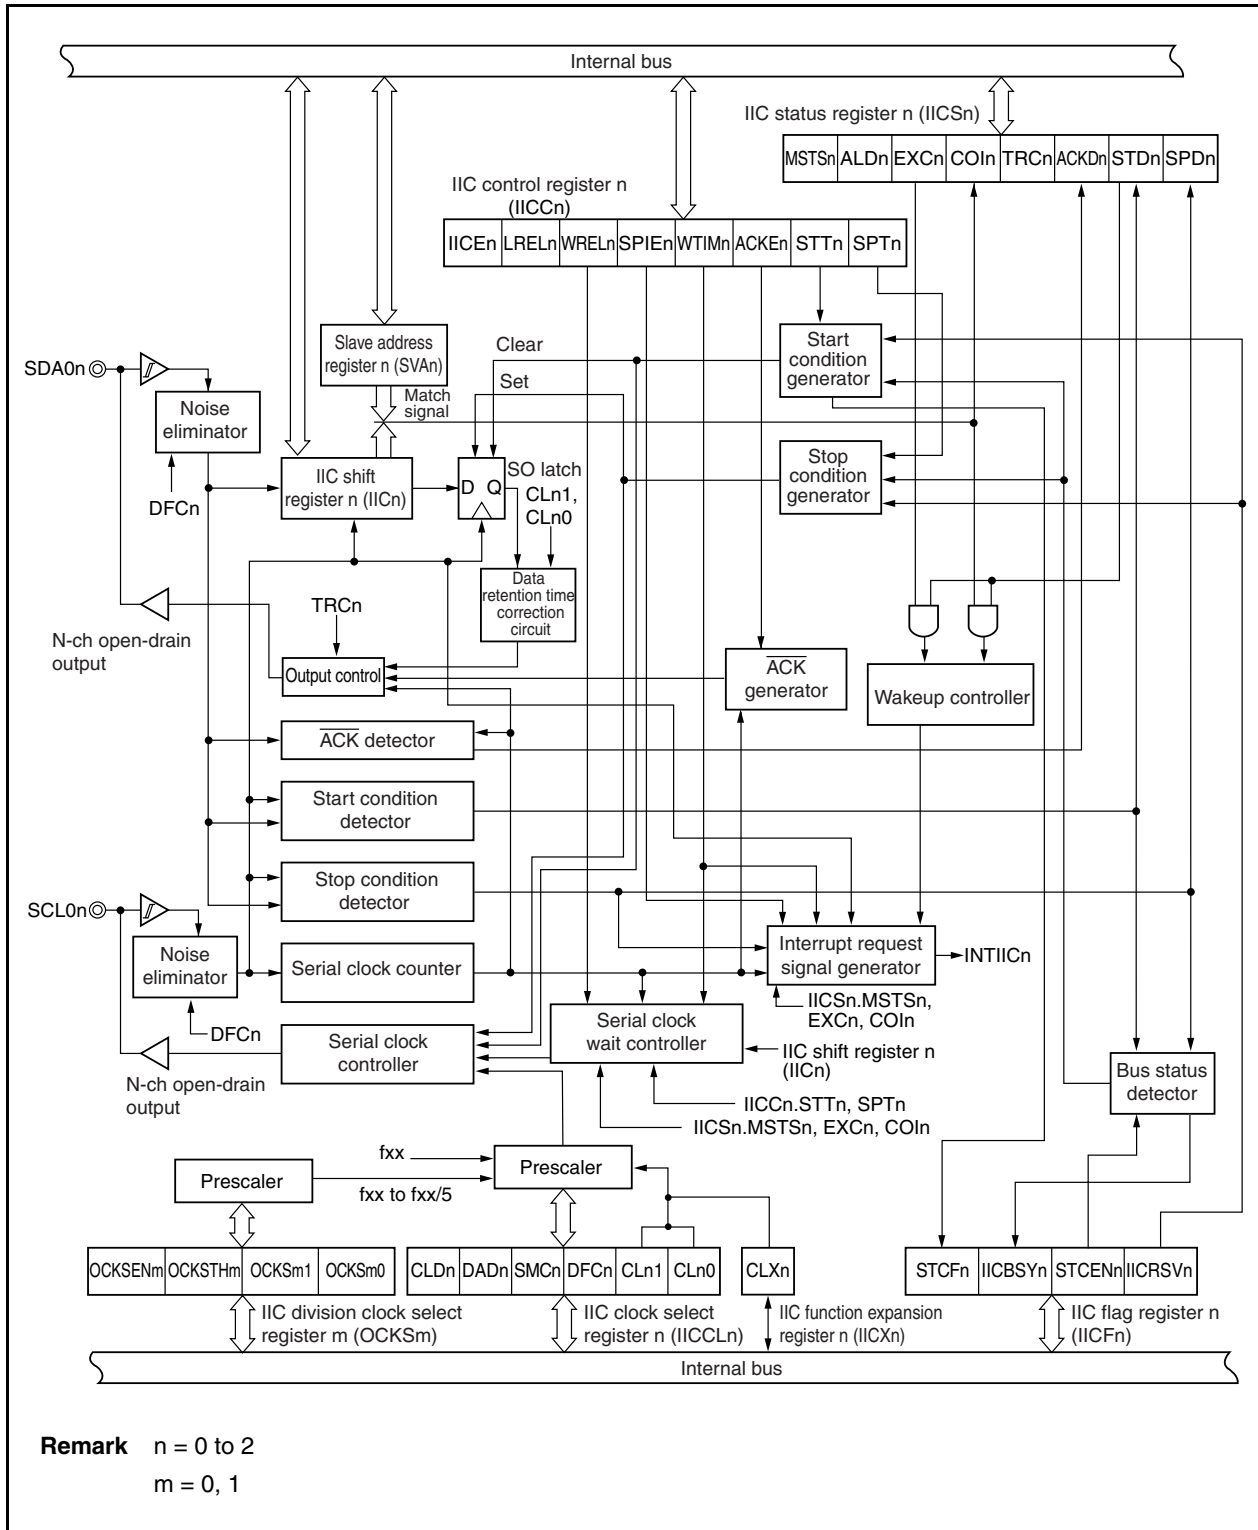 Internal bus
IIC status register n (IICSn)
MSTSn ALDn EXCn COIn TRCn ACKDn STDn SPDn
IIC control register n
(IICCn)
IICEn LRELn WRELn SPIEn WTIMn ACKEn STTn SPTn
Slave address
register n (SVAn)
Clear
Start
condition
generator
SDA0n
Set
Match
signal
Noise
eliminator
DFCn
IIC shift
register n (IICn)
D Q
SO latch
CLn1,
CLn0
Stop
condition
generator
Data
retention time
correction
circuit
TRCn
N-ch open-drain
output
Output control
ACK
generator
Wakeup controller
ACK detector
Start condition
detector
Stop condition
detector
SCL0n
Noise
eliminator
DFCn
Serial clock counter
Interrupt request
signal generator
INTIICn
IICSn.MSTSn,
EXCn, COIn
Serial clock
wait controller
Serial clock
controller
N-ch open-drain
output
IIC shift register n
(IICn)
Bus status
detector
IICCn.STTn, SPTn
IICSn.MSTSn, EXCn, COIn
fxx
Prescaler
Prescaler
fxx to fxx/5
OCKSENm OCKSTHm OCKSm1 OCKSm0
CLDn DADn SMCn DFCn CLn1 CLn0
CLXn
STCFn IICBSYn STCENn IICRSVn
IIC division clock select
register m (OCKSm)
IIC clock select
register n (IICCLn)
IIC function expansion
register n (IICXn)
IIC flag register n
(IICFn)
Internal bus
Remark n = 0 to 2
m = 0, 1